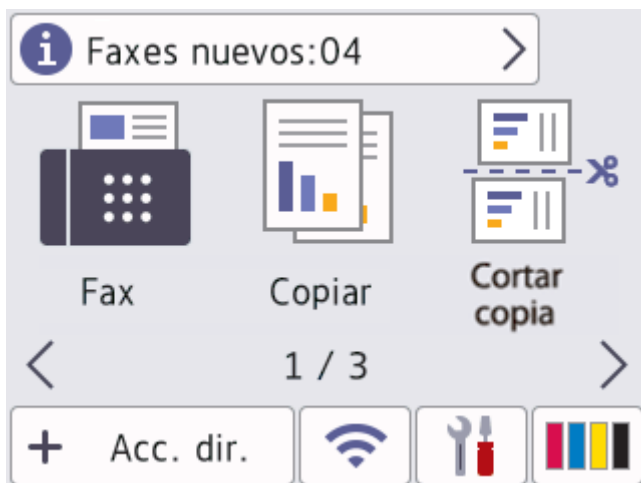 Faxes nuevos:04
Fax
Copiar
Cortar
copia
1 / 3
+ Acc. dir.